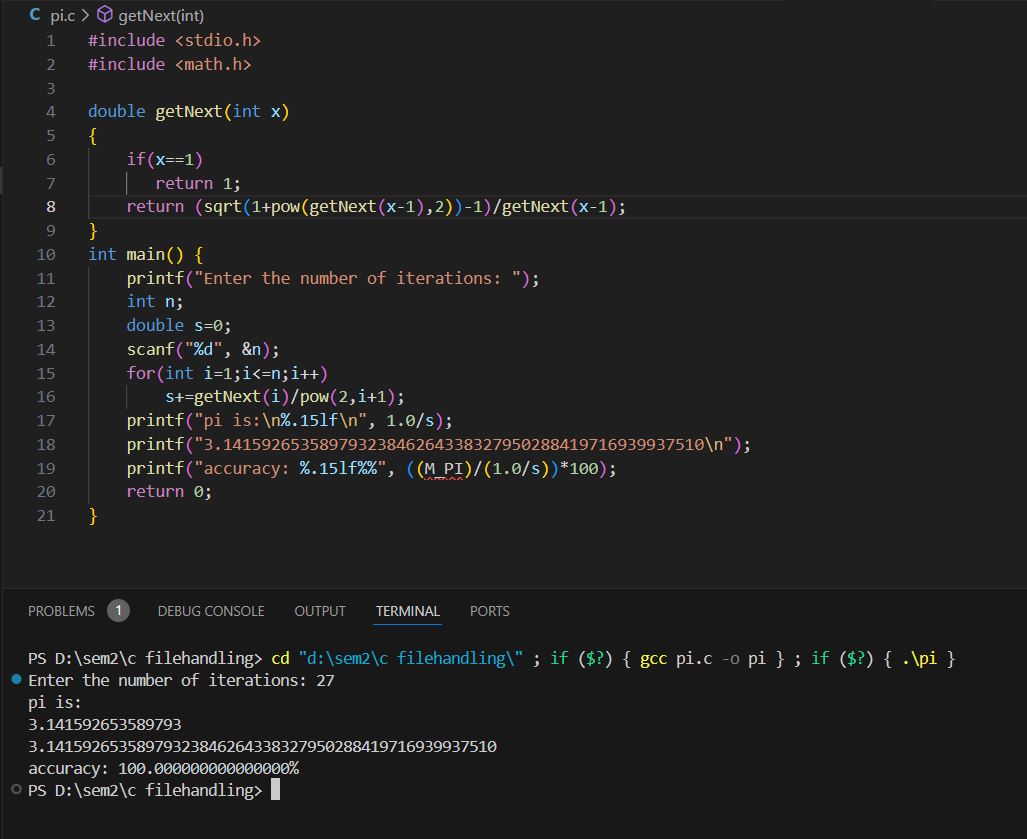 C pi.c > getNext(int)
1 #include <stdio.h>
2 #include <math.h>
3
4 double getNext(int x)
5 {
6     if(x==1)
7        return 1;
8     return (sqrt(1+pow(getNext(x-1),2))-1)/getNext(x-1);
9 }
10 int main() {
11     printf("Enter the number of iterations: ");
12     int n;
13     double s=0;
14     scanf("%d", &n);
15     for(int i=1;i<=n;i++)
16         s+=getNext(i)/pow(2,i+1);
17     printf("pi is:\n%.15lf\n", 1.0/s);
18     printf("3.14159265358979323846264338327950288419716939937510\n");
19     printf("accuracy: %.15lf%%", ((M_PI)/(1.0/s))*100);
20     return 0;
21 }
PROBLEMS 1 DEBUG CONSOLE OUTPUT TERMINAL PORTS
PS D:\sem2\c filehandling> cd "d:\sem2\c filehandling\" ; if ($?) { gcc pi.c -o pi } ; if ($?) { .\pi }
Enter the number of iterations: 27
pi is:
3.141592653589793
3.14159265358979323846264338327950288419716939937510
accuracy: 100.000000000000000%
PS D:\sem2\c filehandling>